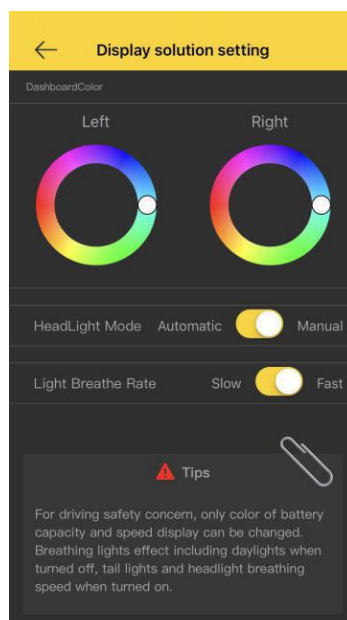 Display solution setting
DashboardColor
Left Right
HeadLight Mode Automatic Manual
Light Breathe Rate Slow Fast
Tips
For driving safety concern, only color of battery
capacity and speed display can be changed.
Breathing lights effect including daylights when
turned off, tail lights and headlight breathing
speed when turned on.